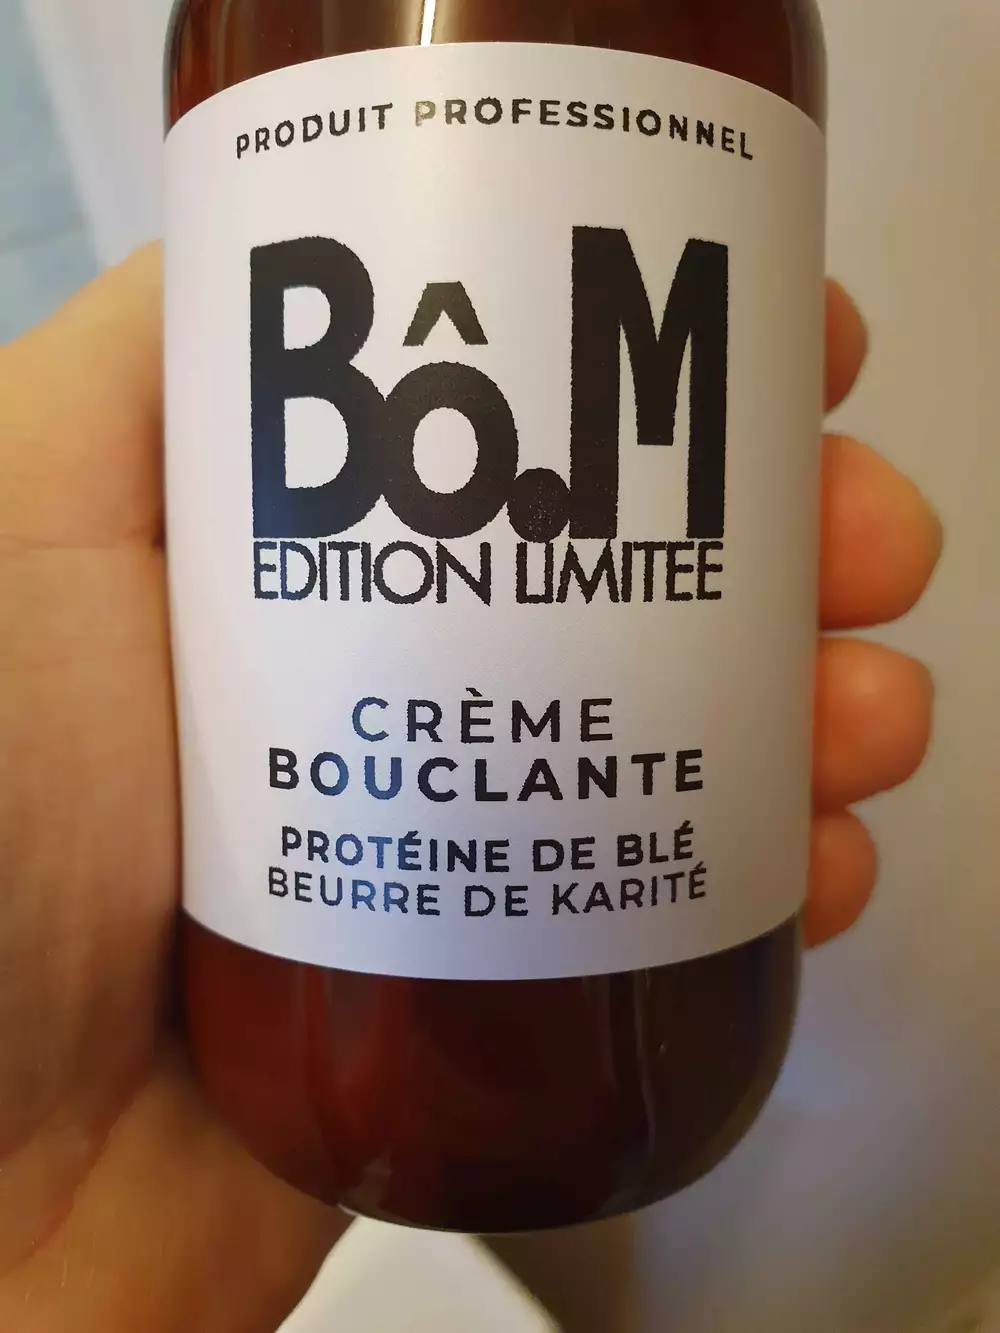 PRODUIT PROFESSIONNEL
Bô.M
EDITION LIMITEE
CRÈME
BOUCLANTE
PROTÉINE DE BLÉ
BEURRE DE KARITÉ